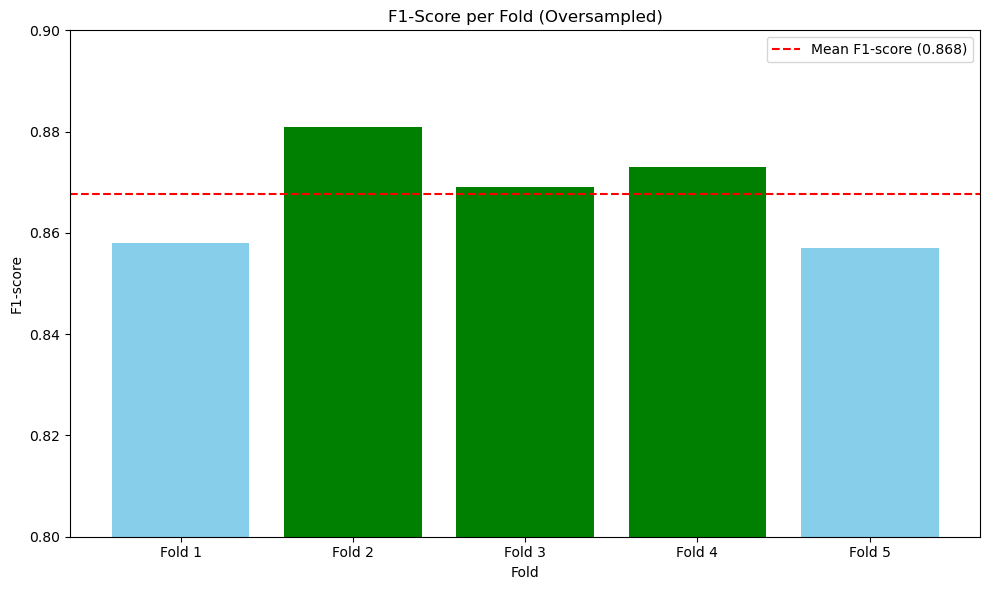 F1-Score per Fold (Oversampled)
Mean F1-score (0.868)
0.90
0.88
0.86
0.84
0.82
0.80
F1-score
Fold 1
Fold 2
Fold 3
Fold 4
Fold 5
Fold